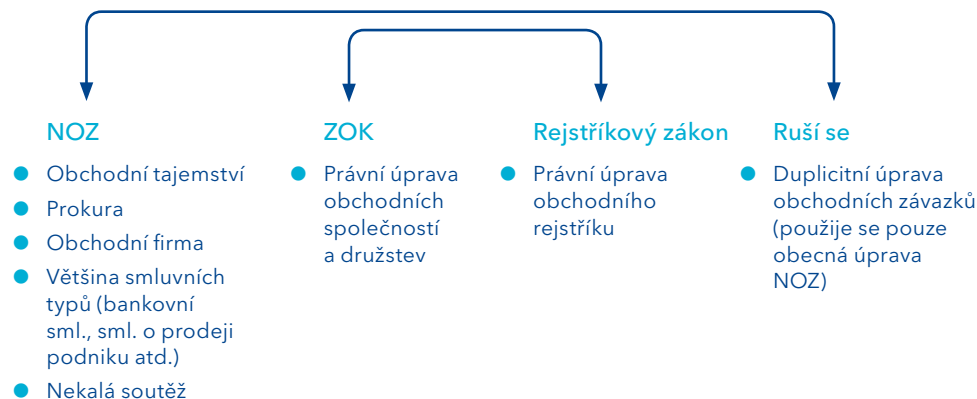 NOZ
Obchodní tajemství
Prokura
Obchodní firma
Většina smluvních
typů (bankovní
sml., sml. o prodeji
podniku atd.)
Nekalá soutěž
ZOK
Právní úprava
obchodních
společností
a družstev
Rejstříkový zákon
Právní úprava
obchodního
rejstříku
Ruší se
Duplicitní úprava
obchodních závazků
(použije se pouze
obecná úprava
NOZ)